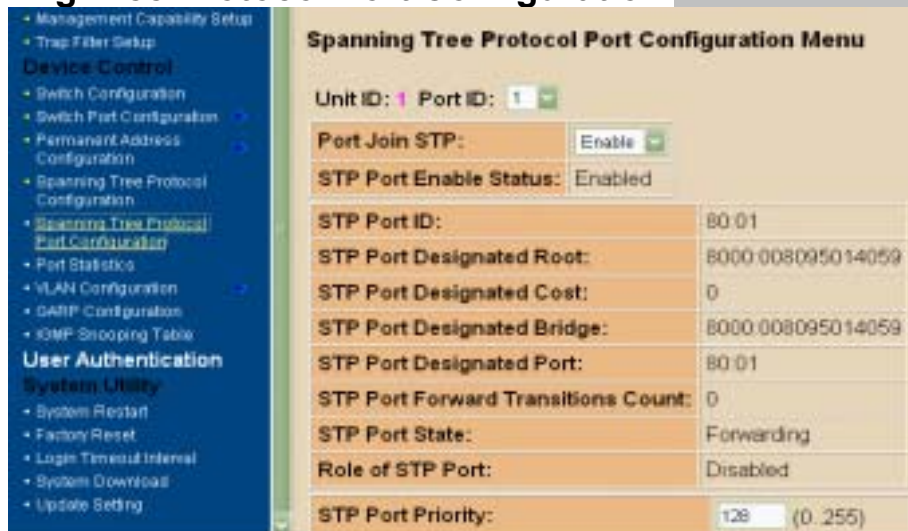 Management Capability Setup
Trap Filter Setup
Device Control
Switch Configuration
Switch Port Configuration
Permanent Address
Configuration
Spanning Tree Protocol
Configuration
Spanning Tree Protocol
Port Configuration
Port Statistics
VLAN Configuration
GARP Configuration
IGMP Snooping Table
User Authentication
System Utility
System Restart
Factory Reset
Login Timeout Interval
System Download
Update Setting
Spanning Tree Protocol Port Configuration Menu
Unit ID: 1 Port ID: 1
Port Join STP: Enable
STP Port Enable Status: Enabled
STP Port ID: 80:01
STP Port Designated Root: 8000:008095014059
STP Port Designated Cost: 0
STP Port Designated Bridge: 8000:008095014059
STP Port Designated Port: 80:01
STP Port Forward Transitions Count: 0
STP Port State: Forwarding
Role of STP Port: Disabled
STP Port Priority: 128 (0..255)